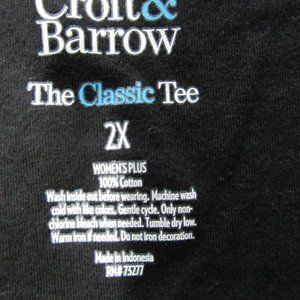 Croft &
Barrow
The Classic Tee
2X
WOMEN'S PLUS
100% Cotton
Wash inside out before wearing. Machine wash
cold with like colors. Gentle cycle. Only non-
chlorine bleach when needed. Tumble dry low.
Warm iron if needed. Do not iron decoration.
Made in Indonesia
RN# 73277